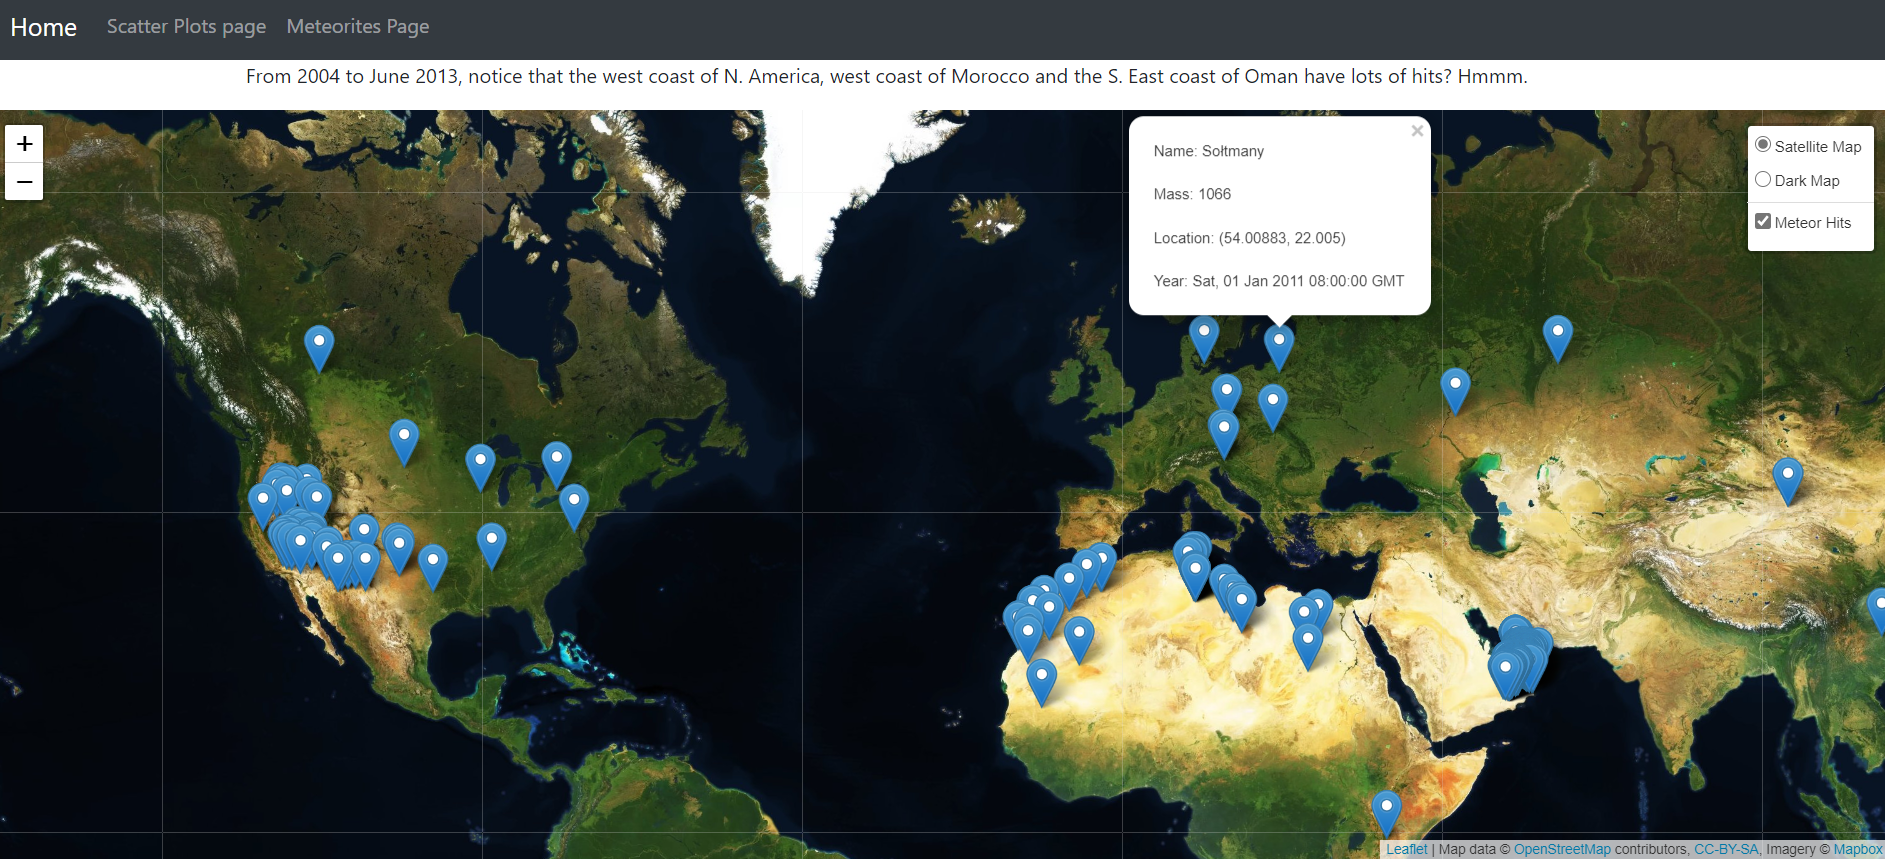 Home Scatter Plots page Meteorites Page
From 2004 to June 2013, notice that the west coast of N. America, west coast of Morocco and the S. East coast of Oman have lots of hits? Hmmm.
+
−
×
Name: Sołtmany
Mass: 1066
Location: (54.00883, 22.005)
Year: Sat, 01 Jan 2011 08:00:00 GMT
Satellite Map
Dark Map
Meteor Hits
Leaflet | Map data © OpenStreetMap contributors, CC-BY-SA, Imagery © Mapbox